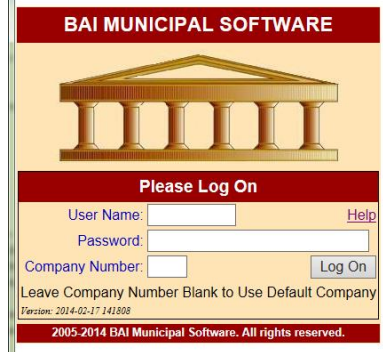 BAI MUNICIPAL SOFTWARE
Please Log On
User Name: Help
Password:
Company Number: Log On
Leave Company Number Blank to Use Default Company
Version: 2014-02-17 141808
2005-2014 BAI Municipal Software. All rights reserved.